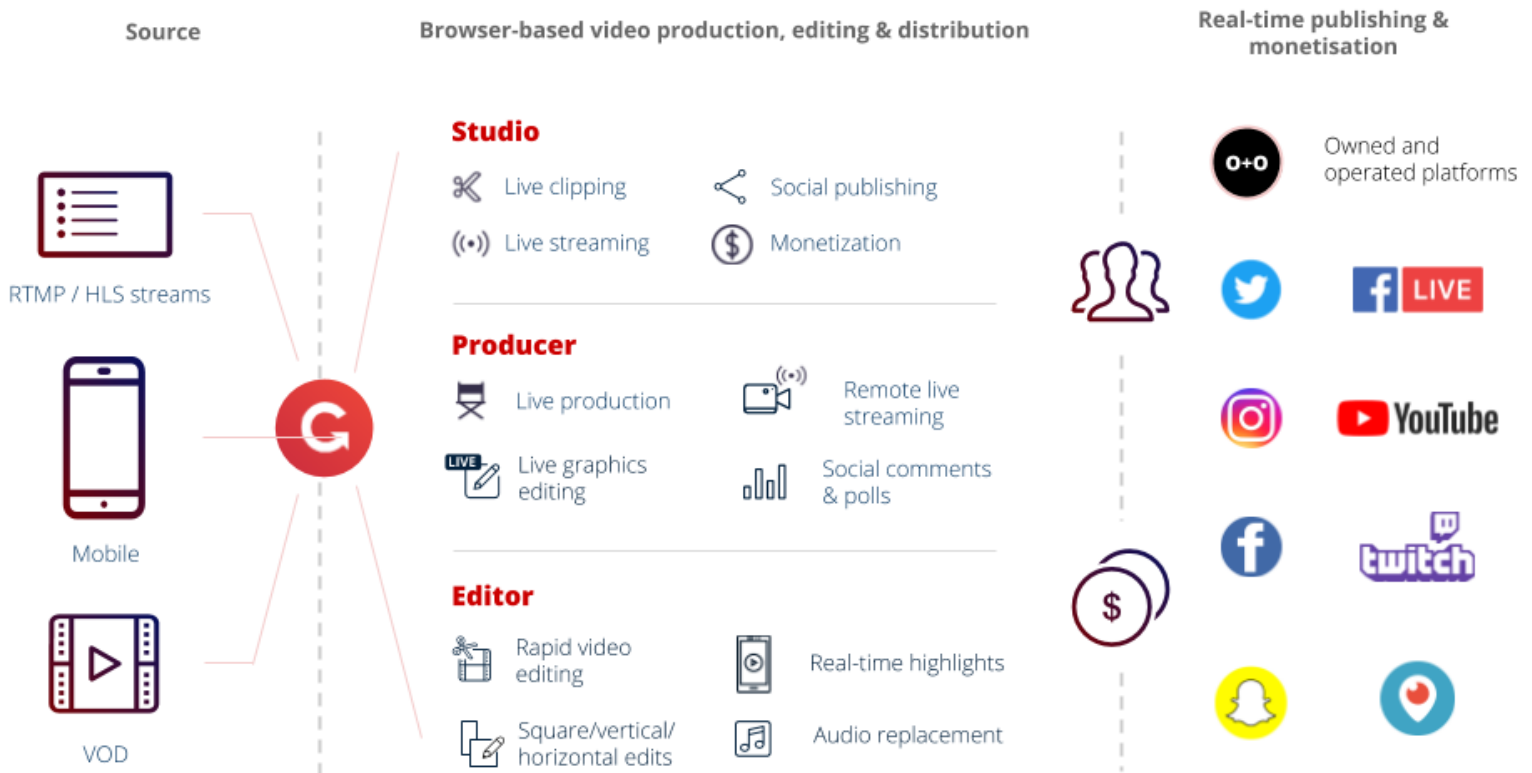 Source
Browser-based video production, editing & distribution
Real-time publishing &
monetisation
RTMP / HLS streams
Mobile
VOD
G
Studio
Live clipping
Social publishing
Live streaming
$
Monetization
Producer
Live production
Remote live
streaming
LIVE
Live graphics
editing
Social comments
& polls
Editor
Rapid video
editing
Real-time highlights
Square/vertical/
horizontal edits
Audio replacement
$
O+O
Owned and
operated platforms
f LIVE
YouTube
f
twitch